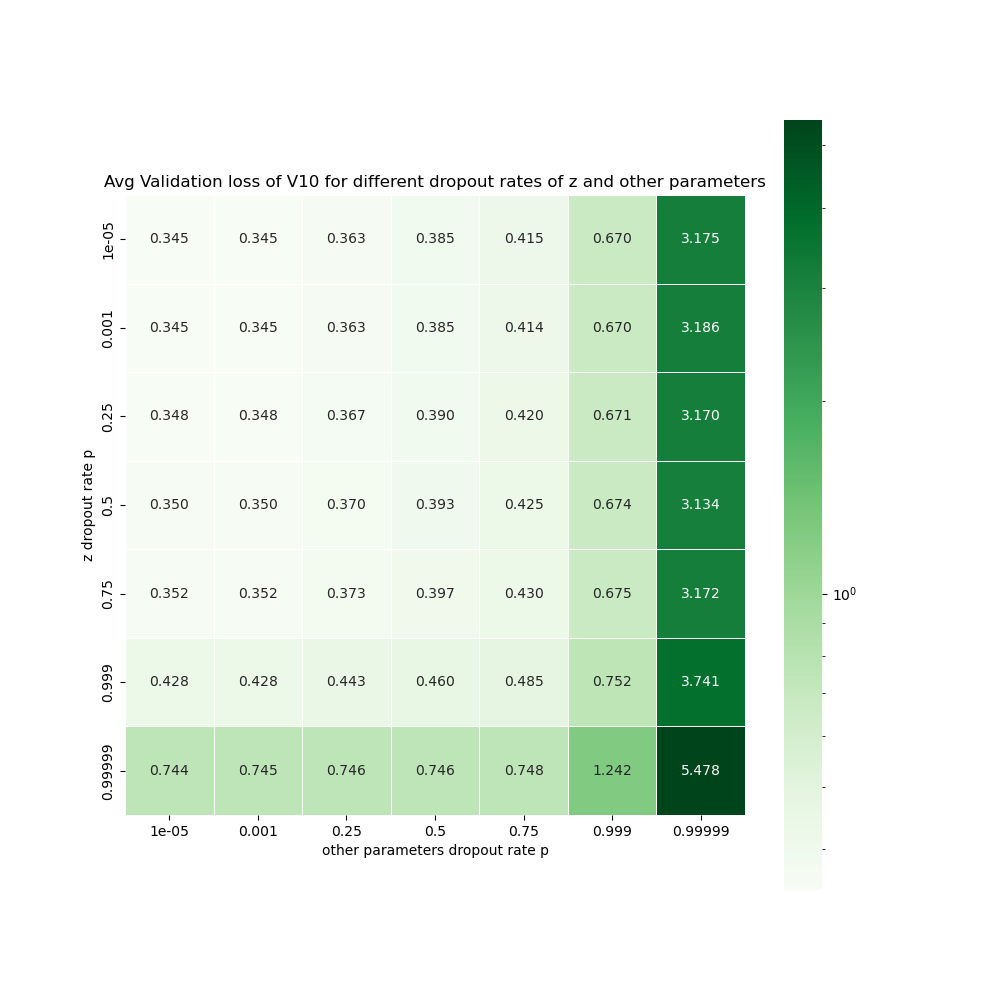 Avg Validation loss of V10 for different dropout rates of z and other parameters
1e-05 0.345 0.345 0.363 0.385 0.415 0.670 3.175
0.001 0.345 0.345 0.363 0.385 0.414 0.670 3.186
0.25 0.348 0.348 0.367 0.390 0.420 0.671 3.170
0.5 0.350 0.350 0.370 0.393 0.425 0.674 3.134
0.75 0.352 0.352 0.373 0.397 0.430 0.675 3.172
0.999 0.428 0.428 0.443 0.460 0.485 0.752 3.741
0.99999 0.744 0.745 0.746 0.746 0.748 1.242 5.478
1e-05 0.001 0.25 0.5 0.75 0.999 0.99999
other parameters dropout rate p
z dropout rate p
10⁰